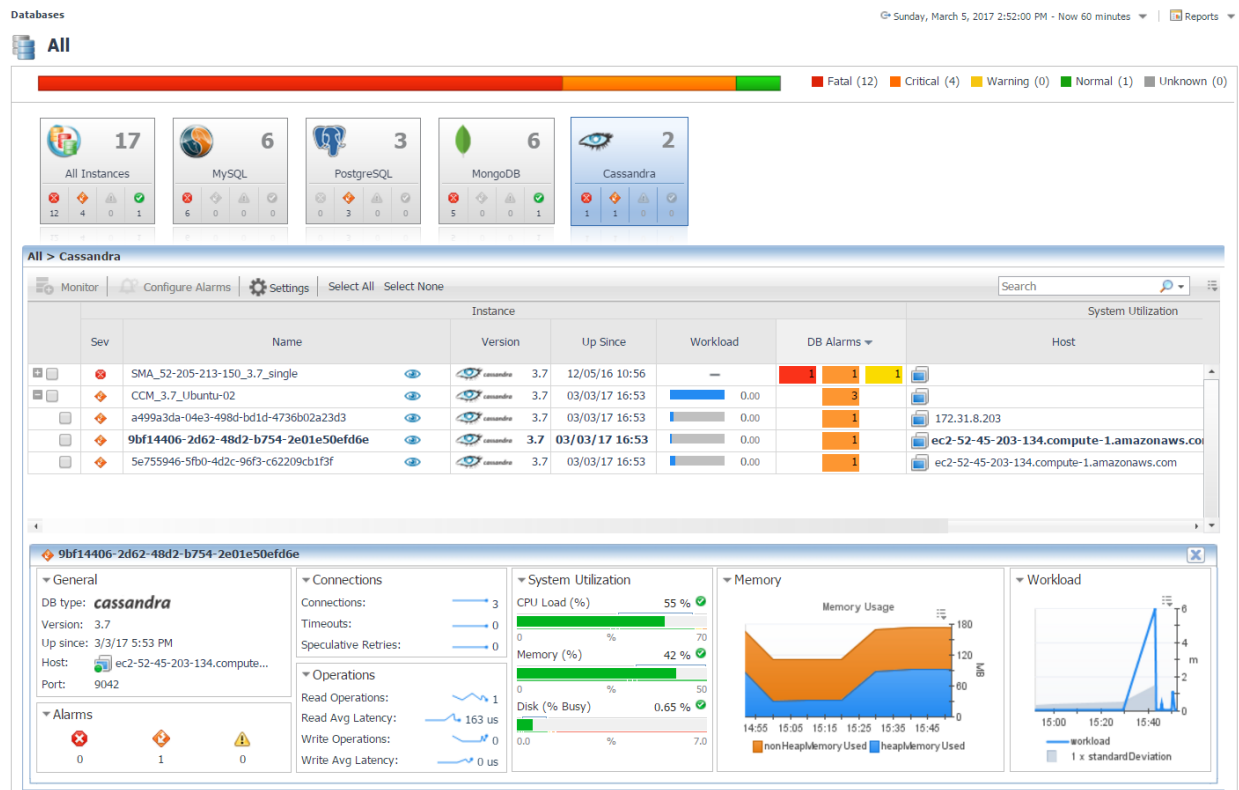 Databases
Sunday, March 5, 2017 2:52:00 PM - Now 60 minutes
Reports
All
Fatal (12) Critical (4) Warning (0) Normal (1) Unknown (0)
17 6 3 6 2
All Instances MySQL PostgreSQL MongoDB Cassandra
12 4 0 1 6 0 0 0 0 3 0 0 5 0 0 1 1 1 0 0
All > Cassandra
Monitor Configure Alarms Settings Select All Select None Search
Instance System Utilization
Sev Name Version Up Since Workload DB Alarms Host
SMA_52-205-213-150_3.7_single cassandra 3.7 12/05/16 10:56 – 1 1 1
CCM_3.7_Ubuntu-02 cassandra 3.7 03/03/17 16:53 0.00 3
a499a3da-04e3-498d-bd1d-4736b02a23d3 cassandra 3.7 03/03/17 16:53 0.00 1 172.31.8.203
9bf14406-2d62-48d2-b754-2e01e50efd6e cassandra 3.7 03/03/17 16:53 0.00 1 ec2-52-45-203-134.compute-1.amazonaws.co
5e755946-5fb0-4d2c-96f3-c62209cb1f3f cassandra 3.7 03/03/17 16:53 0.00 1 ec2-52-45-203-134.compute-1.amazonaws.com
9bf14406-2d62-48d2-b754-2e01e50efd6e
General
DB type: cassandra
Version: 3.7
Up since: 3/3/17 5:53 PM
Host: ec2-52-45-203-134.compute...
Port: 9042
Alarms
0 1 0
Connections
Connections: 3
Timeouts: 0
Speculative Retries: 0
Operations
Read Operations: 1
Read Avg Latency: 163 us
Write Operations: 0
Write Avg Latency: 0 us
System Utilization
CPU Load (%) 55 %
0 % 70
Memory (%) 42 %
0 % 50
Disk (% Busy) 0.65 %
0.0 % 7.0
Memory
Memory Usage
180
120
60
0
MB
14:55 15:05 15:15 15:25 15:35 15:45
nonHeapMemory Used heapMemory Used
Workload
6
4
2
0
m
15:00 15:20 15:40
workload
1 x standardDeviation